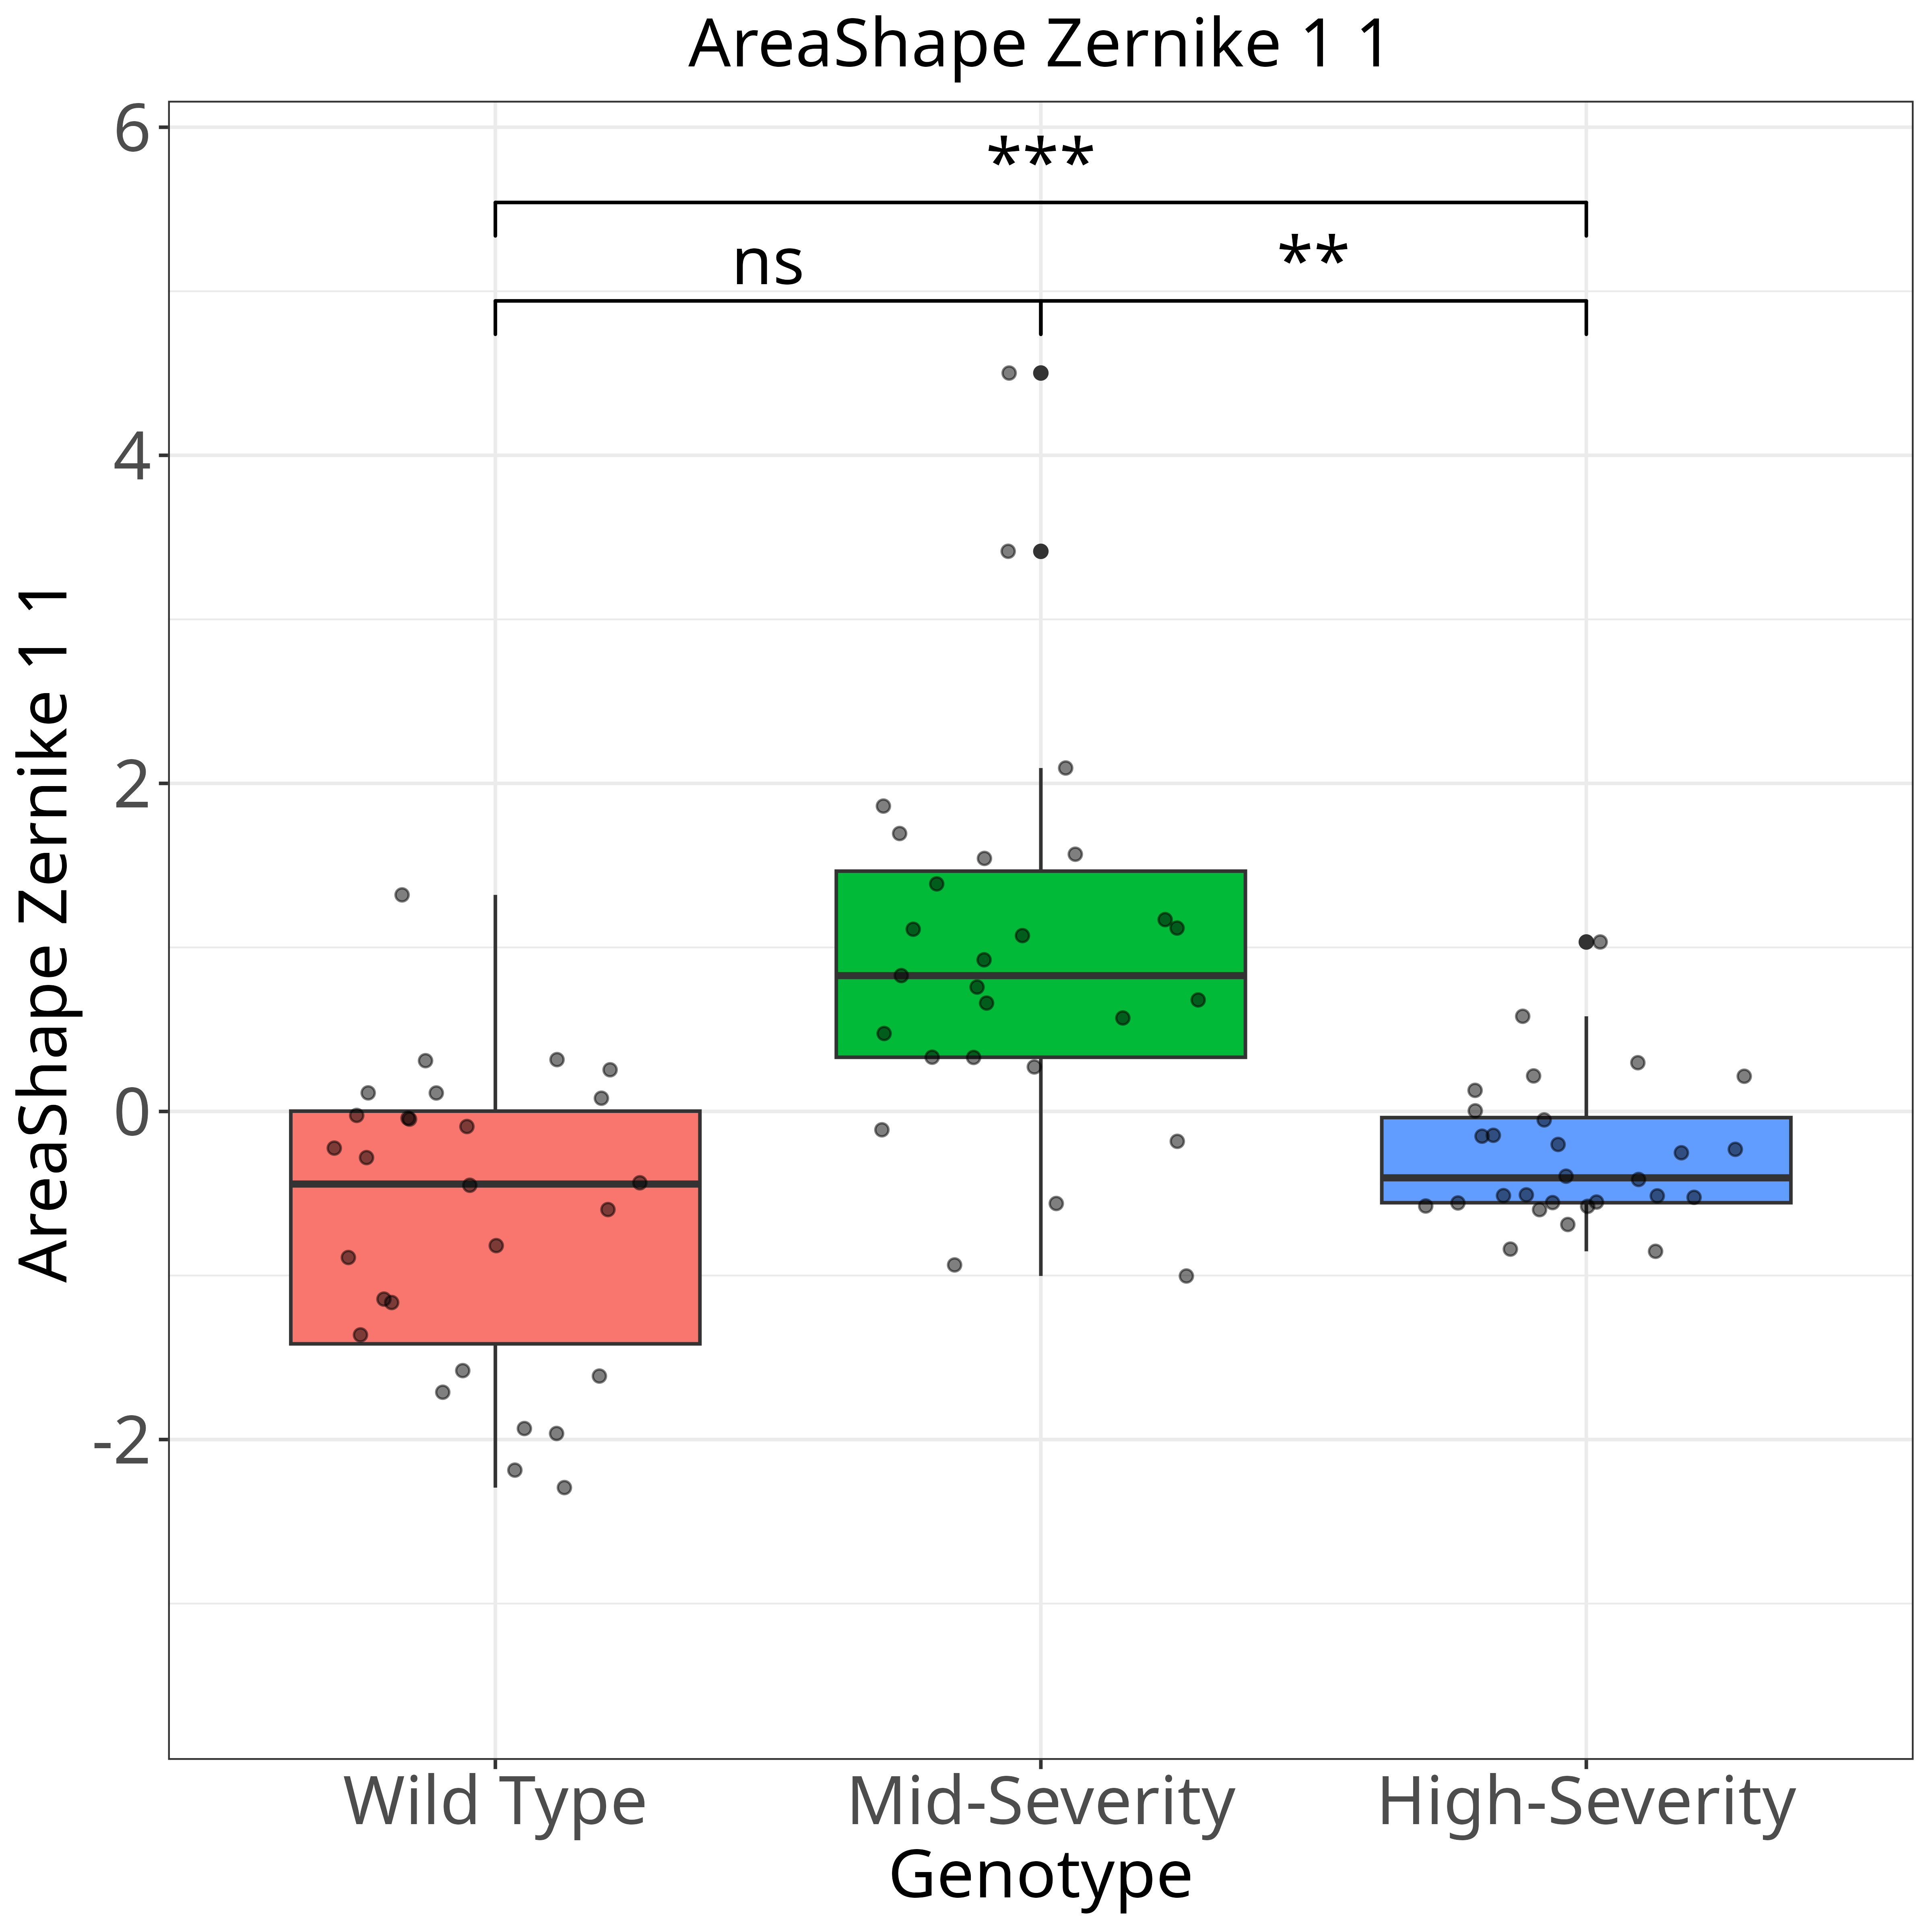 AreaShape Zernike 1 1
AreaShape Zernike 1 1
6
4
2
0
-2
***
ns
**
Wild Type
Mid-Severity
High-Severity
Genotype